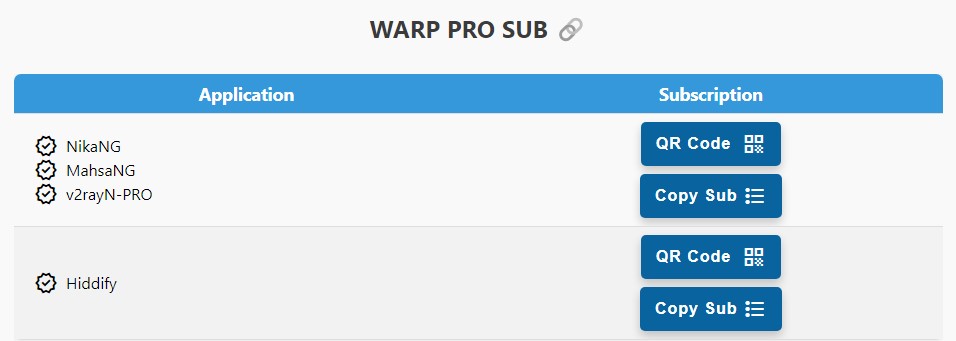 WARP PRO SUB
Application Subscription
NikaNG
MahsaNG
v2rayN-PRO
QR Code
Copy Sub
Hiddify
QR Code
Copy Sub